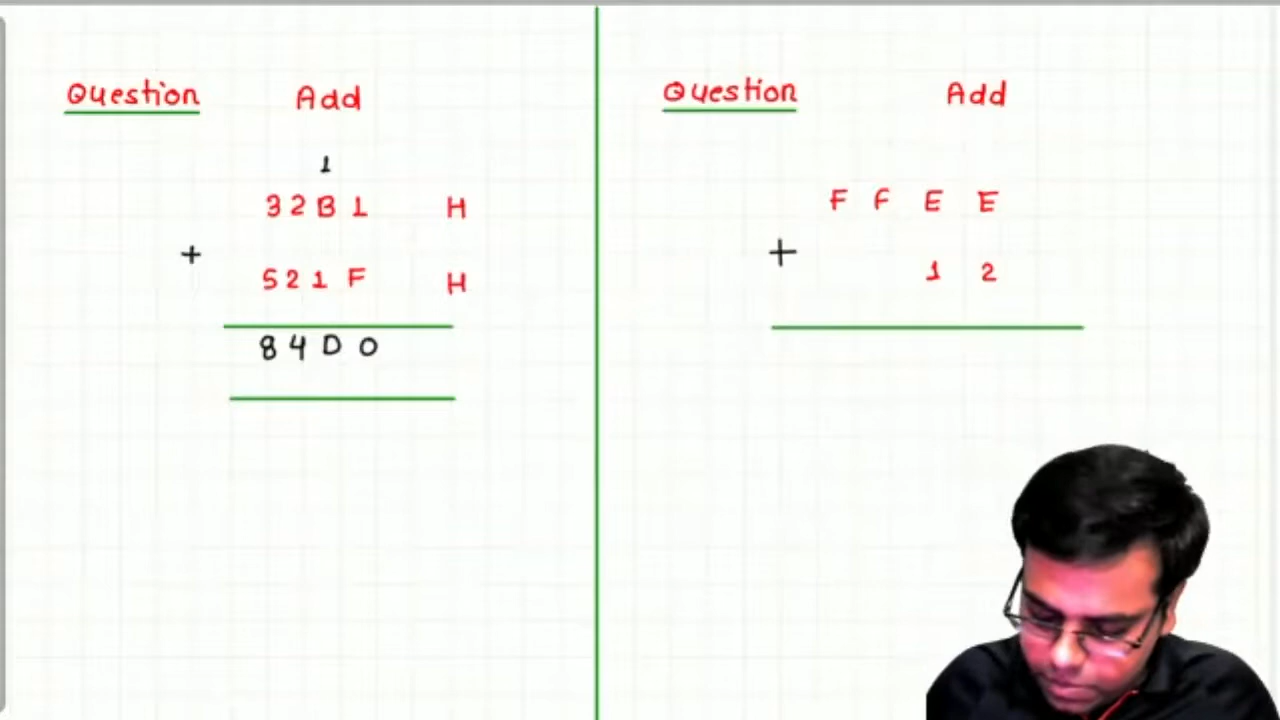 Question Add
1
32B1 H
+
521F H
84D0
Question Add
F F E E
+
1 2